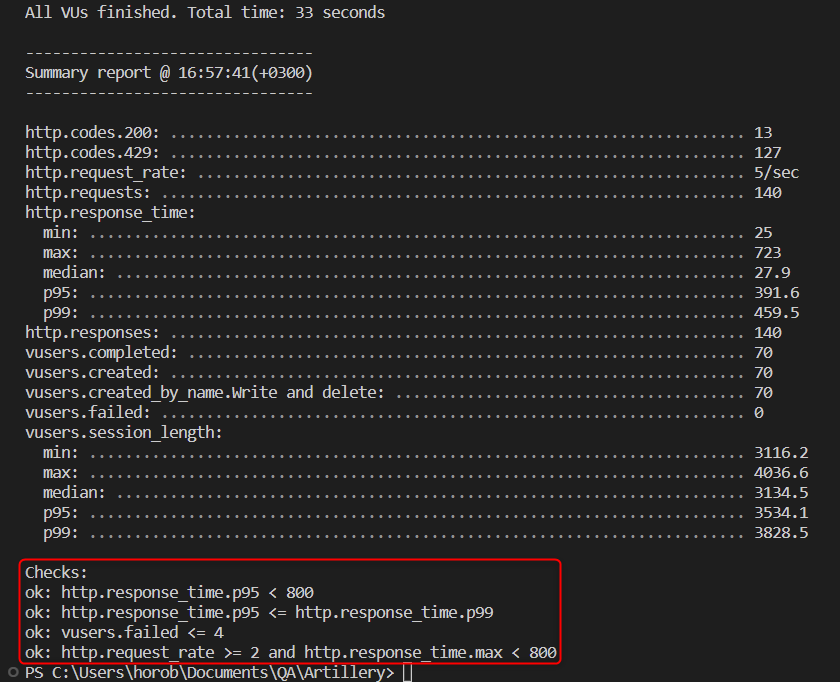 All VUs finished. Total time: 33 seconds
--------------------------------
Summary report @ 16:57:41(+0300)
--------------------------------
http.codes.200: ................................................................ 13
http.codes.429: ................................................................ 127
http.request_rate: ............................................................. 5/sec
http.requests: ................................................................. 140
http.response_time:
min: ......................................................................... 25
max: ......................................................................... 723
median: ...................................................................... 27.9
p95: ......................................................................... 391.6
p99: ......................................................................... 459.5
http.responses: ................................................................ 140
vusers.completed: .............................................................. 70
vusers.created: ................................................................ 70
vusers.created_by_name.Write and delete: ....................................... 70
vusers.failed: ................................................................. 0
vusers.session_length:
min: ......................................................................... 3116.2
max: ......................................................................... 4036.6
median: ...................................................................... 3134.5
p95: ......................................................................... 3534.1
p99: ......................................................................... 3828.5
Checks:
ok: http.response_time.p95 < 800
ok: http.response_time.p95 <= http.response_time.p99
ok: vusers.failed <= 4
ok: http.request_rate >= 2 and http.response_time.max < 800
PS C:\Users\horob\Documents\QA\Artillery>